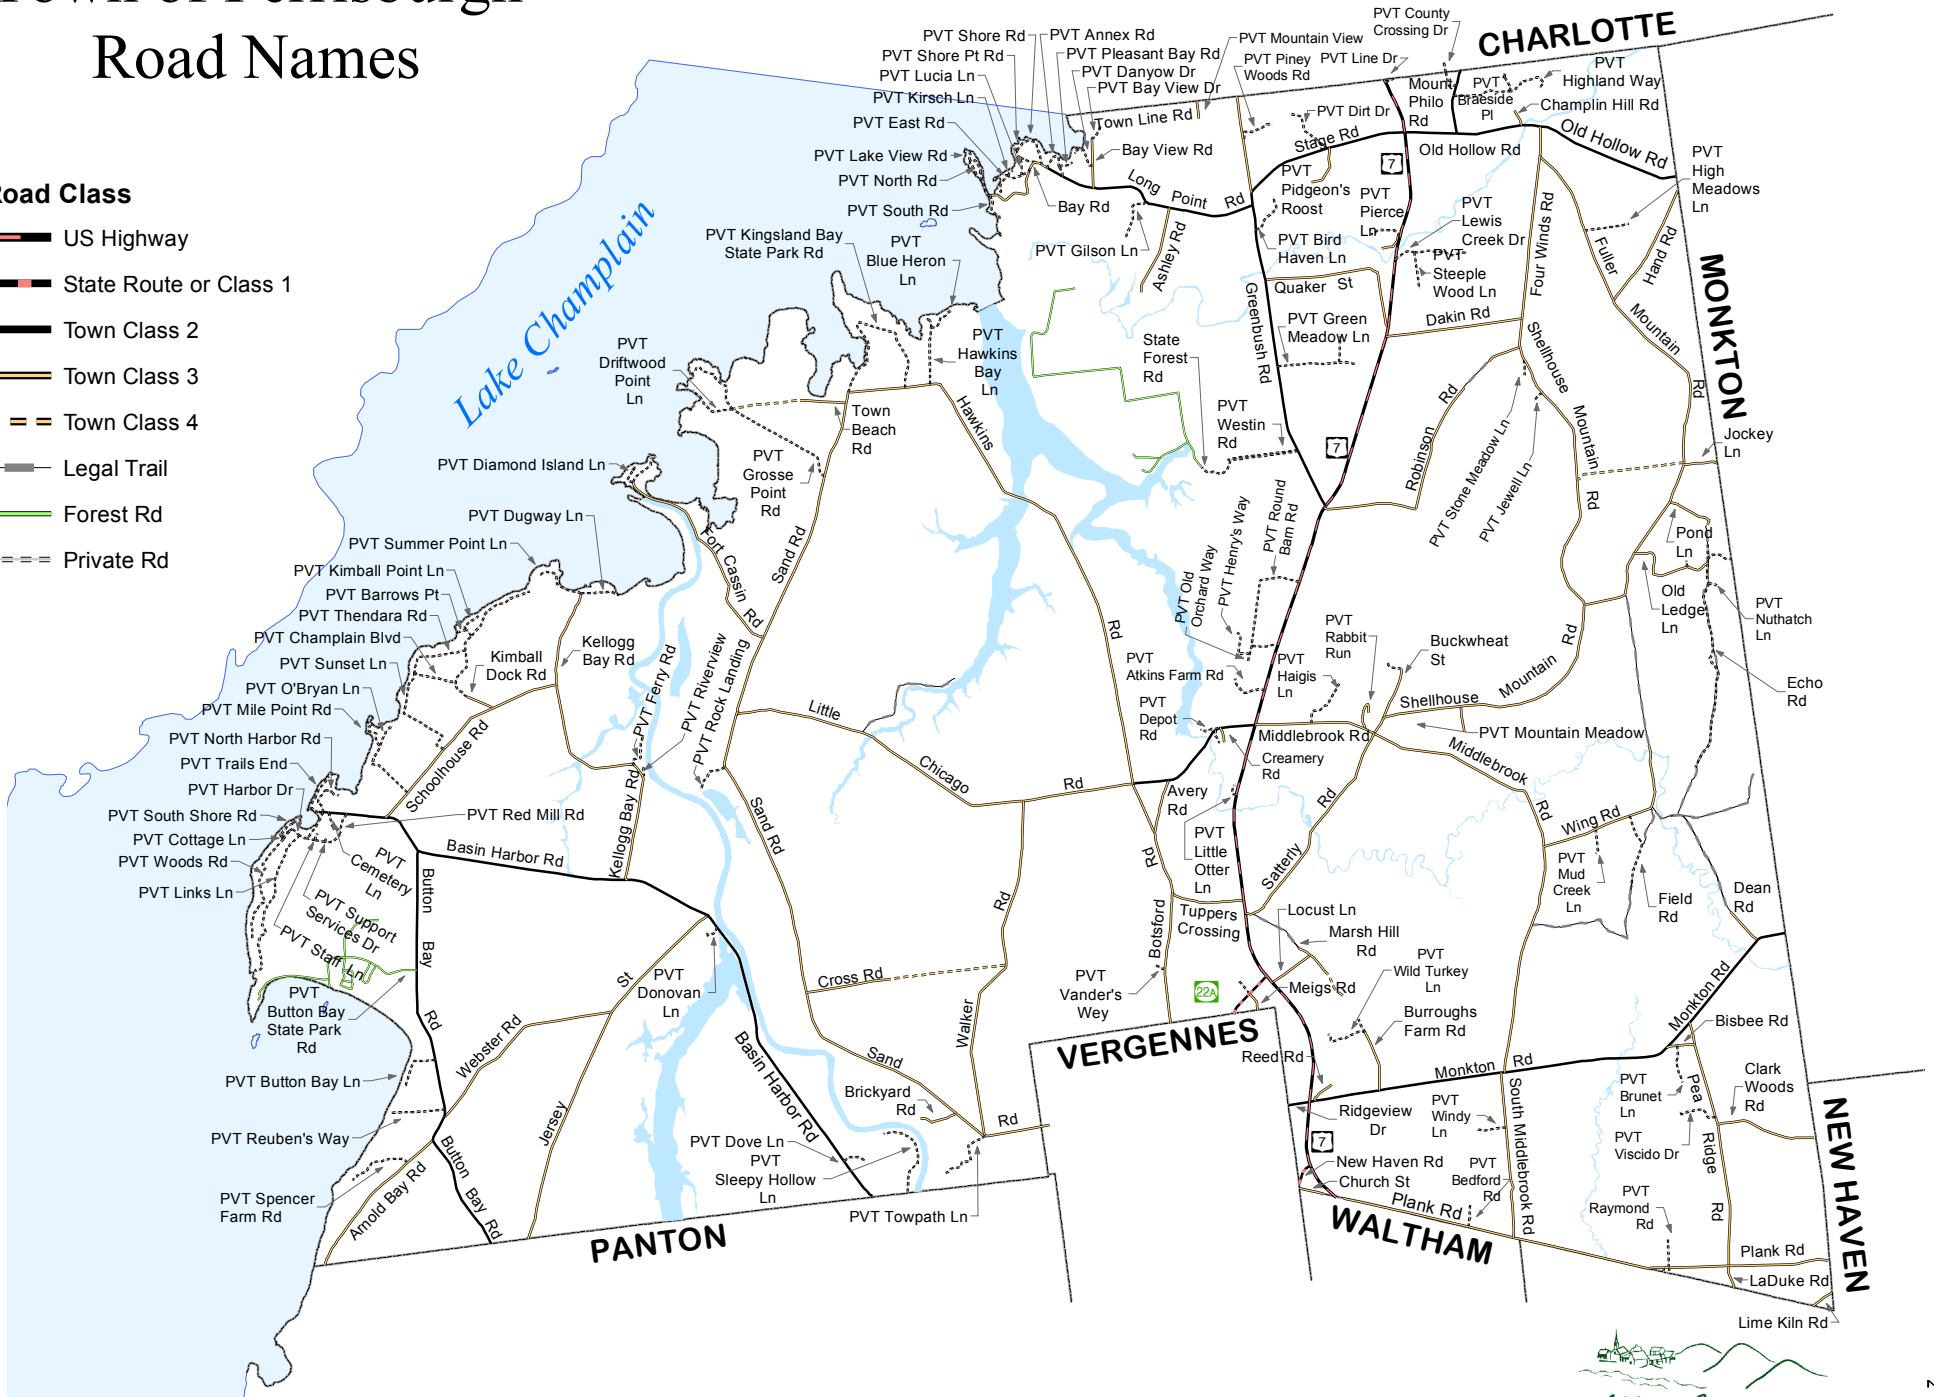 Town of Ferrisburgh
Road Names
Road Class
US Highway
State Route or Class 1
Town Class 2
Town Class 3
Town Class 4
Legal Trail
Forest Rd
Private Rd
Lake Champlain
CHARLOTTE
MONKTON
NEW HAVEN
WALTHAM
VERGENNES
PANTON
PVT Shore Rd
PVT Annex Rd
PVT Shore Pt Rd
PVT Pleasant Bay Rd
PVT Lucia Ln
PVT Danyow Dr
PVT Kirsch Ln
PVT Bay View Dr
PVT East Rd
PVT Lake View Rd
PVT North Rd
PVT South Rd
PVT Mountain View
PVT Piney
Woods Rd
PVT Line Dr
PVT County
Crossing Dr
Mount
Philo
Rd
PVT
Braeside
Pl
PVT
Highland Way
Champlin Hill Rd
Town Line Rd
PVT Dirt Dr
Stage Rd
Old Hollow Rd
Old Hollow Rd
Bay View Rd
7
PVT
High
Meadows
Ln
Long
Point
Rd
Bay Rd
PVT
Pidgeon's
Roost
PVT
Pierce
Ln
PVT
Lewis
Creek Dr
PVT Gilson Ln
Ashley Rd
PVT Bird
Haven Ln
PVT
Steeple
Wood Ln
Four Winds Rd
Fuller
Mountain
Rd
Hand Rd
PVT Kingsland Bay
State Park Rd
PVT
Blue Heron
Ln
Quaker St
Greenbush Rd
Dakin Rd
PVT Green
Meadow Ln
State
Forest
Rd
PVT
Hawkins
Bay
Ln
PVT
Driftwood
Point
Ln
Town
Beach
Rd
Hawkins
Rd
PVT
Westin
Rd
7
Robinson
Rd
Shellhouse
Mountain
Rd
PVT Stone Meadow Ln
PVT Jewell Ln
Jockey
Ln
PVT Diamond Island Ln
PVT
Grosse
Point
Rd
Sand Rd
Fort Cassin Rd
PVT Dugway Ln
PVT Summer Point Ln
PVT Kimball Point Ln
PVT Barrows Pt
PVT Thendara Rd
PVT Champlain Blvd
PVT Sunset Ln
PVT O'Bryan Ln
PVT Mile Point Rd
PVT North Harbor Rd
PVT Trails End
PVT Harbor Dr
PVT South Shore Rd
PVT Cottage Ln
PVT Woods Rd
PVT Links Ln
Kimball
Dock Rd
Kellogg
Bay Rd
Schoolhouse Rd
PVT Ferry Rd
PVT Riverview
PVT Rock Landing
Kellogg Bay Rd
PVT Red Mill Rd
PVT
Cemetery
Ln
PVT Support
Services Dr
PVT Staff Ln
Basin Harbor Rd
Button
Bay
Rd
PVT
Button Bay
State Park
Rd
PVT Button Bay Ln
PVT Reuben's Way
PVT Spencer
Farm Rd
Arnold Bay Rd
Button
Bay Rd
Webster Rd
Jersey
St
PVT
Donovan
Ln
Basin Harbor Rd
Little
Chicago
Rd
Sand Rd
Cross Rd
Walker
Rd
Sand
Rd
Brickyard
Rd
PVT Dove Ln
PVT
Sleepy Hollow
Ln
PVT Towpath Ln
PVT Old
Orchard Way
PVT Henry's Way
PVT Round
Barn Rd
PVT
Atkins Farm Rd
PVT
Haigis
Ln
PVT
Rabbit
Run
Buckwheat
St
PVT
Depot
Rd
Middlebrook Rd
Creamery
Rd
Shellhouse
Mountain
Rd
PVT Mountain Meadow
Middlebrook
Rd
Pond
Ln
Old
Ledge
Ln
PVT
Nuthatch
Ln
Echo
Rd
Avery
Rd
PVT
Little
Otter
Ln
Satterly
Rd
Wing Rd
PVT
Mud
Creek
Ln
Field
Rd
Dean
Rd
Botsford
Rd
Tuppers
Crossing
Locust Ln
Marsh Hill
Rd
PVT
Vander's
Wey
22A
Meigs Rd
PVT
Wild Turkey
Ln
Burroughs
Farm Rd
Reed Rd
Monkton
Rd
Monkton Rd
Bisbee Rd
Clark
Woods
Rd
PVT
Brunet
Ln
Pea
Ridge
Rd
Ridgeview
Dr
PVT
Windy
Ln
South Middlebrook Rd
PVT
Viscido Dr
7
New Haven Rd
Church St
PVT
Bedford
Rd
Plank Rd
PVT
Raymond
Rd
Plank Rd
LaDuke Rd
Lime Kiln Rd